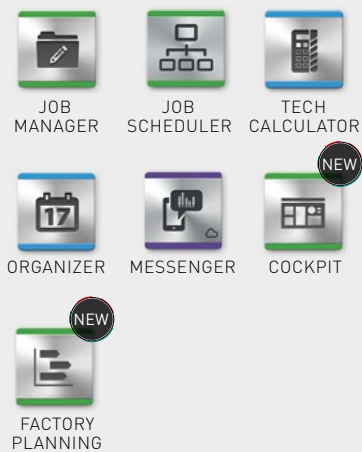 JOB
MANAGER
JOB
SCHEDULER
TECH
CALCULATOR
NEW
17
ORGANIZER
MESSENGER
COCKPIT
NEW
FACTORY
PLANNING